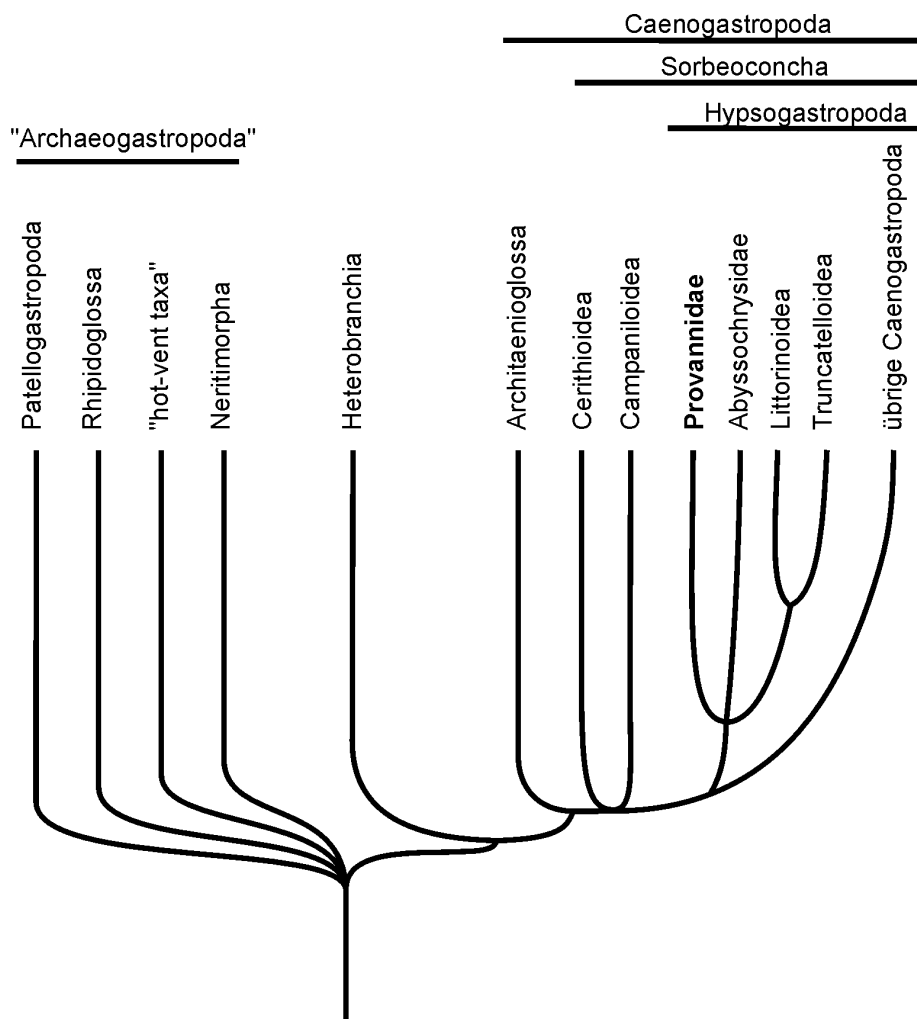 Caenogastropoda
Sorbeoconcha
Hypsogastropoda
"Archaeogastropoda"
Patellogastropoda
Rhipidoglossa
"hot-vent taxa"
Neritimorpha
Heterobranchia
Architaenioglossa
Cerithioidea
Campaniloidea
Provannidae
Abyssochrysidae
Littorinoidea
Truncatelloidea
übrige Caenogastropoda